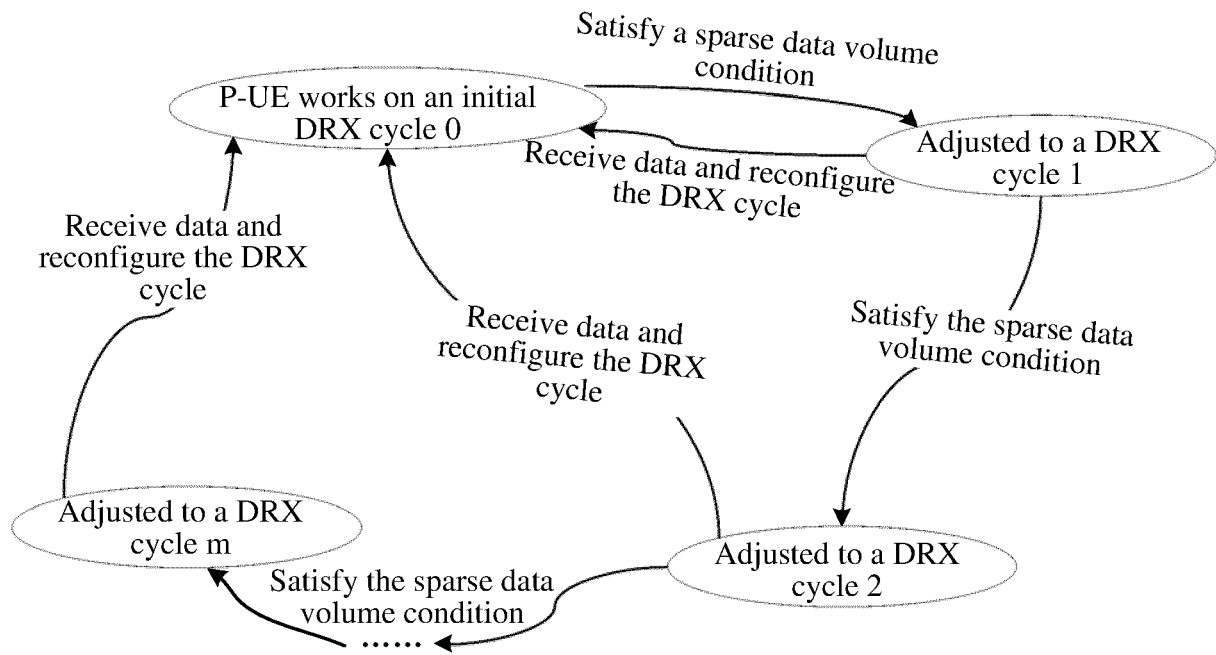 Satisfy a sparse data volume
condition
P-UE works on an initial
DRX cycle 0
Adjusted to a DRX
cycle 1
Receive data and reconfigure
the DRX cycle
Receive data and
reconfigure the DRX
cycle
Receive data and
reconfigure the DRX
cycle
Satisfy the sparse data
volume condition
Adjusted to a DRX
cycle m
Adjusted to a DRX
cycle 2
Satisfy the sparse data
volume condition
......